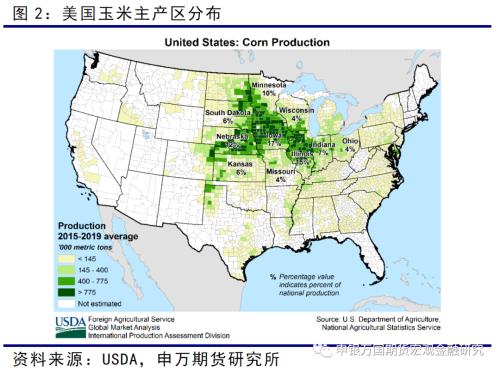 图 2：美国玉米主产区分布
United States: Corn Production
Minnesota
10%
South Dakota
6%
Wisconsin
4%
Nebraska
12%
Iowa
17%
Illinois
15%
Indiana
7%
Ohio
4%
Kansas
6%
Missouri
4%
Production
2015-2019 average
'000 metric tons
< 145
145 - 400
400 - 775
> 775
Not estimated
% Percentage value
indicates percent of
national production
USDA Foreign Agricultural Service
Global Market Analysis
International Production Assessment Division
Source: U.S. Department of Agriculture,
National Agricultural Statistics Service
申银万国期货宏观金融研究
资料来源：USDA，申万期货研究所